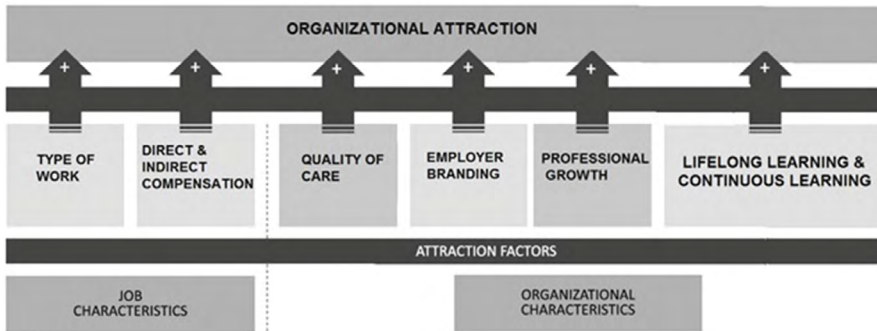 ORGANIZATIONAL ATTRACTION
+ + + + + +
TYPE OF
WORK
DIRECT &
INDIRECT
COMPENSATION
QUALITY OF
CARE
EMPLOYER
BRANDING
PROFESSIONAL
GROWTH
LIFELONG LEARNING &
CONTINUOUS LEARNING
ATTRACTION FACTORS
JOB
CHARACTERISTICS
ORGANIZATIONAL
CHARACTERISTICS